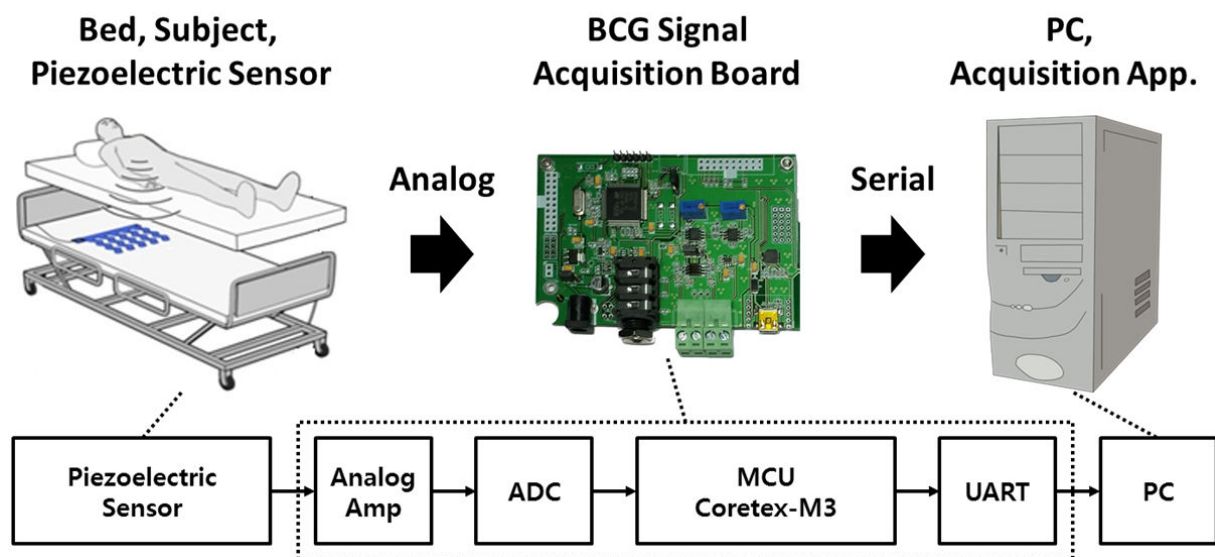 Bed, Subject,
Piezoelectric Sensor
BCG Signal
Acquisition Board
PC,
Acquisition App.
Analog
Serial
Piezoelectric
Sensor
Analog
Amp
ADC
MCU
Coretex-M3
UART
PC